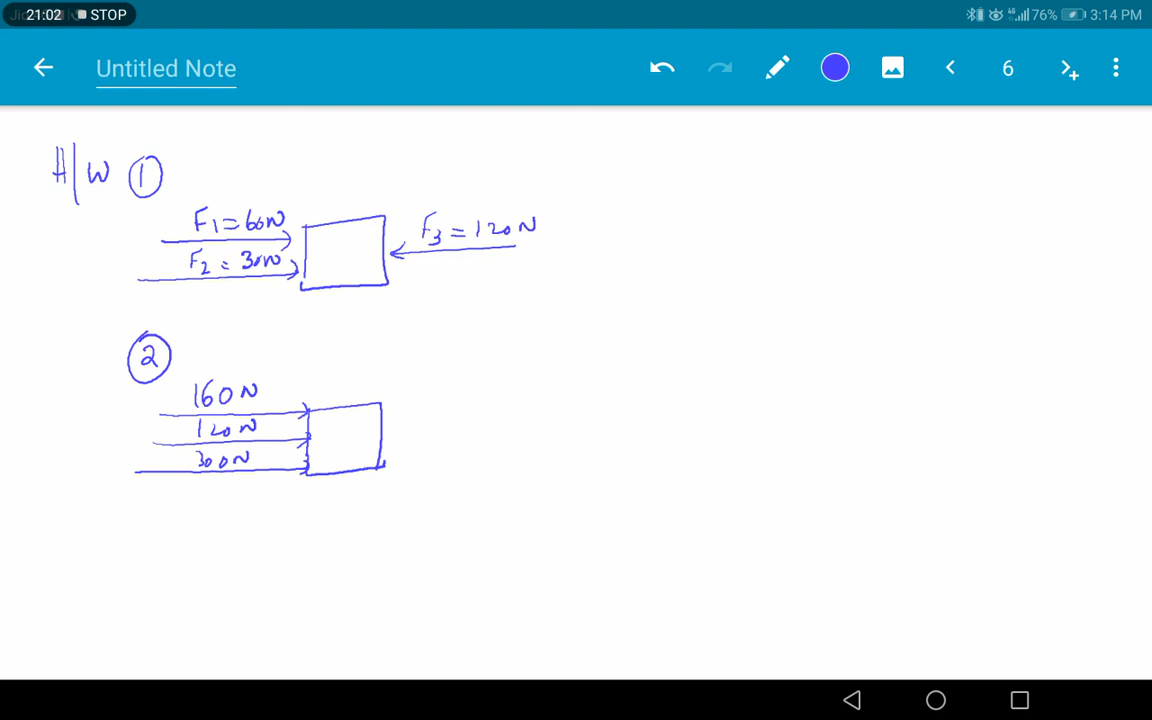 21:02 STOP
76% 3:14 PM
Untitled Note
6
H/W 1
F1 = 60N
F3 = 120N
F2 = 30N
2
160N
120N
300N